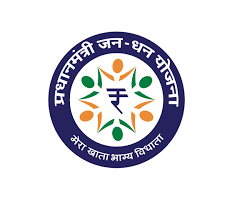 प्रधानमंत्री जन - धन योजना
₹
मेरा खाता भाग्य विधाता